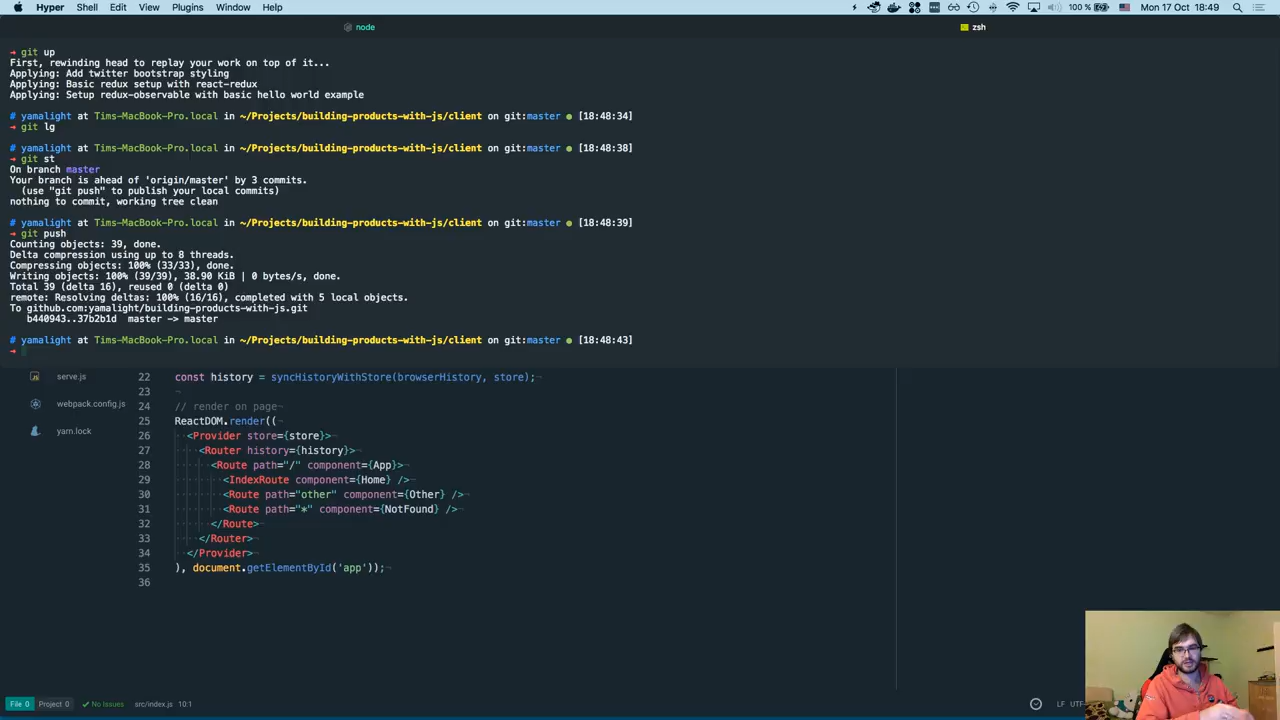 Hyper Shell Edit View Plugins Window Help 100 % Mon 17 Oct 18:49
node
zsh
→ git up
First, rewinding head to replay your work on top of it...
Applying: Add twitter bootstrap styling
Applying: Basic redux setup with react-redux
Applying: Setup redux-observable with basic hello world example
# yamalight at Tims-MacBook-Pro.local in ~/Projects/building-products-with-js/client on git:master ● [18:48:34]
→ git lg
# yamalight at Tims-MacBook-Pro.local in ~/Projects/building-products-with-js/client on git:master ● [18:48:38]
→ git st
On branch master
Your branch is ahead of 'origin/master' by 3 commits.
(use "git push" to publish your local commits)
nothing to commit, working tree clean
# yamalight at Tims-MacBook-Pro.local in ~/Projects/building-products-with-js/client on git:master ● [18:48:39]
→ git push
Counting objects: 39, done.
Delta compression using up to 8 threads.
Compressing objects: 100% (33/33), done.
Writing objects: 100% (39/39), 38.90 KiB | 0 bytes/s, done.
Total 39 (delta 16), reused 0 (delta 0)
remote: Resolving deltas: 100% (16/16), completed with 5 local objects.
To github.com:yamalight/building-products-with-js.git
b440943..37b2b1d master -> master
# yamalight at Tims-MacBook-Pro.local in ~/Projects/building-products-with-js/client on git:master ● [18:48:43]
→
serve.js
webpack.config.js
yarn.lock
22 const history = syncHistoryWithStore(browserHistory, store);
23
24 // render on page
25 ReactDOM.render((
26 <Provider store={store}>
27 <Router history={history}>
28 <Route path="/" component={App}>
29 <IndexRoute component={Home} />
30 <Route path="other" component={Other} />
31 <Route path="*" component={NotFound} />
32 </Route>
33 </Router>
34 </Provider>
35 ), document.getElementById('app'));
36
File 0 Project 0 No Issues src/index.js 10:1 LF